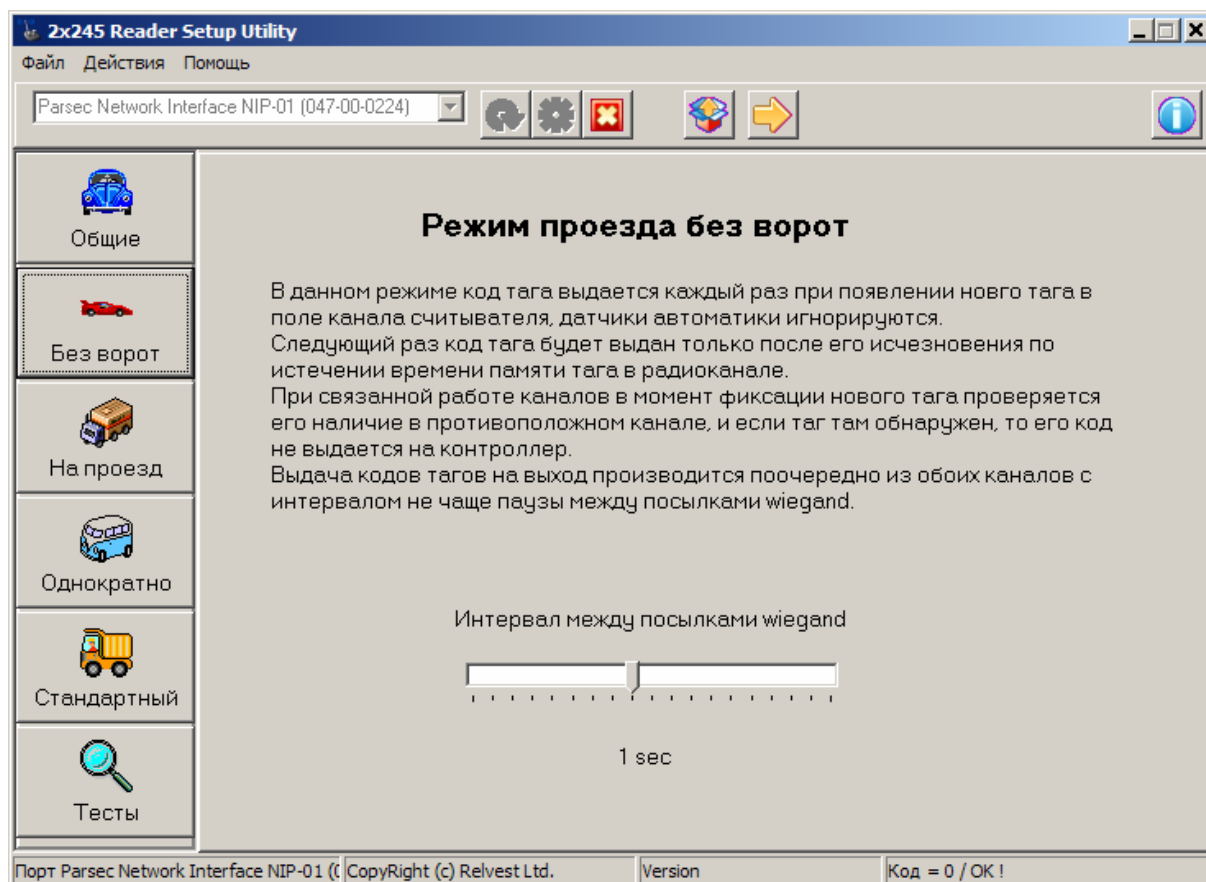 2x245 Reader Setup Utility
Файл Действия Помощь
Parsec Network Interface NIP-01 (047-00-0224)
Общие
Без ворот
На проезд
Однократно
Стандартный
Тесты
Режим проезда без ворот
В данном режиме код тага выдается каждый раз при появлении новго тага в
поле канала считывателя, датчики автоматики игнорируются.
Следующий раз код тага будет выдан только после его исчезновения по
истечении времени памяти тага в радиоканале.
При связанной работе каналов в момент фиксации нового тага проверяется
его наличие в противоположном канале, и если таг там обнаружен, то его код
не выдается на контроллер.
Выдача кодов тагов на выход производится поочередно из обоих каналов с
интервалом не чаще паузы между посылками wiegand.
Интервал между посылками wiegand
1 sec
Порт Parsec Network Interface NIP-01 (0 CopyRight (c) Relvest Ltd. Version Код = 0 / OK !